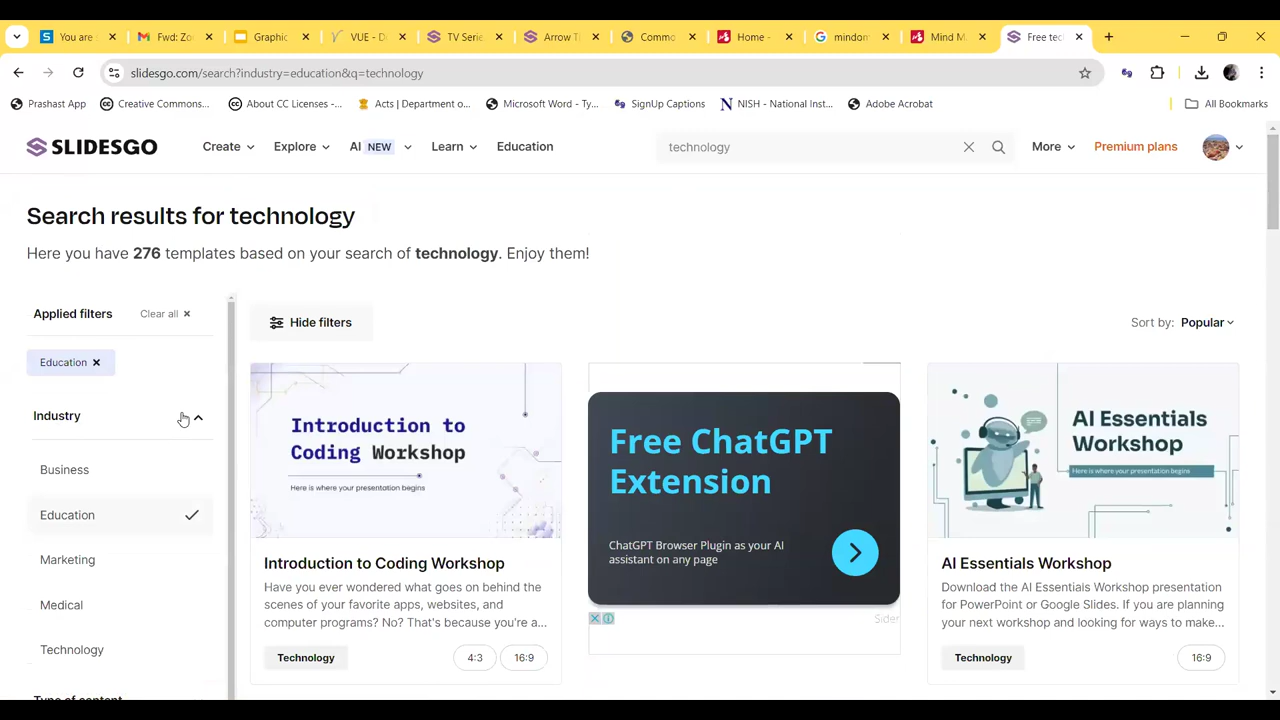 You are
Fwd: Zo
Graphic
VUE - D
TV Serie
Arrow Ti
Commo
Home -
mindom
Mind M
Free tec
slidesgo.com/search?industry=education&q=technology
Prashast App
Creative Commons...
About CC Licenses -...
Acts | Department o...
Microsoft Word - Ty...
SignUp Captions
NISH - National Inst...
Adobe Acrobat
All Bookmarks
SLIDESGO
Create
Explore
AI NEW
Learn
Education
technology
More
Premium plans
Search results for technology
Here you have 276 templates based on your search of technology. Enjoy them!
Applied filters
Clear all
Education
Industry
Business
Education
Marketing
Medical
Technology
Type of content
Hide filters
Sort by: Popular
Introduction to
Coding Workshop
Here is where your presentation begins
Introduction to Coding Workshop
Have you ever wondered what goes on behind the
scenes of your favorite apps, websites, and
computer programs? No? That's because you're a...
Technology
4:3
16:9
Free ChatGPT
Extension
ChatGPT Browser Plugin as your AI
assistant on any page
Sider
AI Essentials
Workshop
Here is where your presentation begins
AI Essentials Workshop
Download the AI Essentials Workshop presentation
for PowerPoint or Google Slides. If you are planning
your next workshop and looking for ways to make...
Technology
16:9